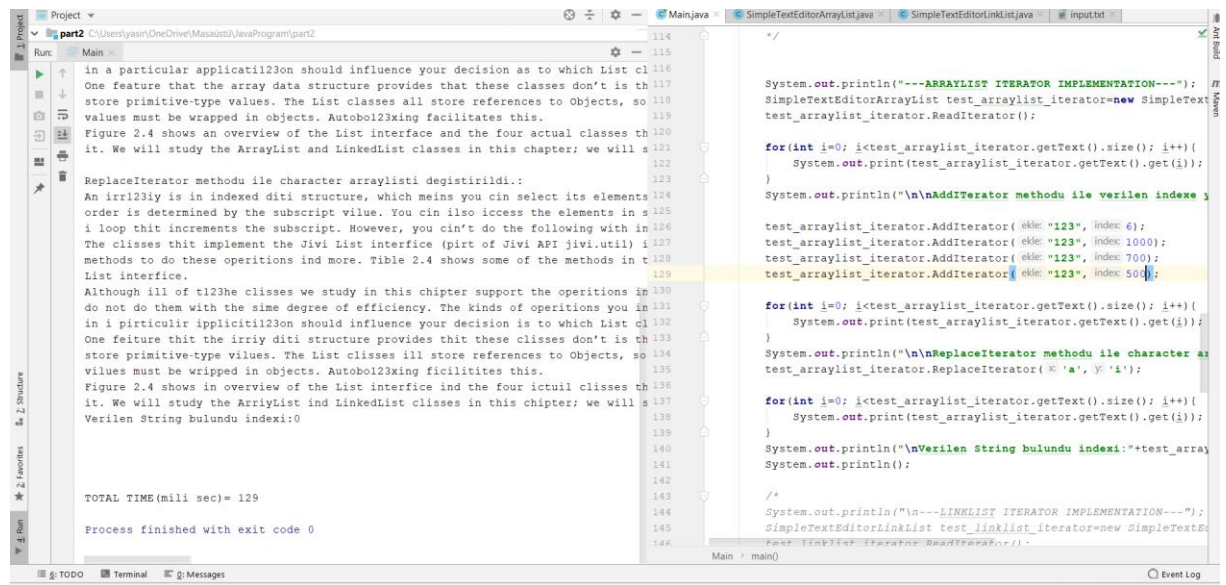 Project
Main.java
SimpleTextEditorArrayList.java
SimpleTextEditorLinkList.java
input.txt
1: Project
part2 C:\Users\yasir\OneDrive\Masaüstü\JavaProgram\part2
Run: Main
in a particular applicati123on should influence your decision as to which List cl
One feature that the array data structure provides that these classes don't is th
store primitive-type values. The List classes all store references to Objects, so
values must be wrapped in objects. Autobo123xing facilitates this.
Figure 2.4 shows an overview of the List interface and the four actual classes th
it. We will study the ArrayList and LinkedList classes in this chapter; we will s
ReplaceIterator methodu ile character arraylisti degistirildi.:
An irr123iy is in indexed diti structure, which meins you cin select its elements
order is determined by the subscript vilue. You cin ilso iccess the elements in s
i loop thit increments the subscript. However, you cin't do the following with in
The clisses thit implement the Jivi List interfice (pirt of Jivi API jivi.util) i
methods to do these operitions ind more. Tible 2.4 shows some of the methods in t
List interfice.
Although ill of t123he clisses we study in this chipter support the operitions in
do not do them with the sime degree of efficiency. The kinds of operitions you in
in i pirticulir ippliciti123on should influence your decision is to which List cl
One feiture thit the irriy diti structure provides thit these clisses don't is th
store primitive-type vilues. The List clisses ill store references to Objects, so
vilues must be wripped in objects. Autobo123xing ficilitites this.
Figure 2.4 shows in overview of the List interfice ind the four ictuil clisses th
it. We will study the ArriyList ind LinkedList clisses in this chipter; we will s
Verilen String bulundu indexi:0
TOTAL TIME(mili sec)= 129
Process finished with exit code 0
114 */
115
116
117 System.out.println("---ARRAYLIST ITERATOR IMPLEMENTATION---");
118 SimpleTextEditorArrayList test_arraylist_iterator=new SimpleText
119 test_arraylist_iterator.ReadIterator();
120
121 for(int i=0; i<test_arraylist_iterator.getText().size(); i++){
122 System.out.print(test_arraylist_iterator.getText().get(i));
123 }
124 System.out.println("\n\nAddITerator methodu ile verilen indexe y
125
126 test_arraylist_iterator.AddIterator( ekle: "123", index: 6);
127 test_arraylist_iterator.AddIterator( ekle: "123", index: 1000);
128 test_arraylist_iterator.AddIterator( ekle: "123", index: 700);
129 test_arraylist_iterator.AddIterator( ekle: "123", index: 500);
130
131 for(int i=0; i<test_arraylist_iterator.getText().size(); i++){
132 System.out.print(test_arraylist_iterator.getText().get(i));
133 }
134 System.out.println("\n\nReplaceIterator methodu ile character ar
135 test_arraylist_iterator.ReplaceIterator( x: 'a', y: 'i');
136
137 for(int i=0; i<test_arraylist_iterator.getText().size(); i++){
138 System.out.print(test_arraylist_iterator.getText().get(i));
139 }
140 System.out.println("\nVerilen String bulundu indexi:"+test_array
141 System.out.println();
142
143 /*
144 System.out.println("\n---LINKLIST ITERATOR IMPLEMENTATION---");
145 SimpleTextEditorLinkList test_linklist_iterator=new SimpleTextEd
146 test_linklist_iterator.ReadIterator();
Main › main()
Ant Build
Maven
Z: Structure
2: Favorites
4: Run
6: TODO
Terminal
0: Messages
Event Log